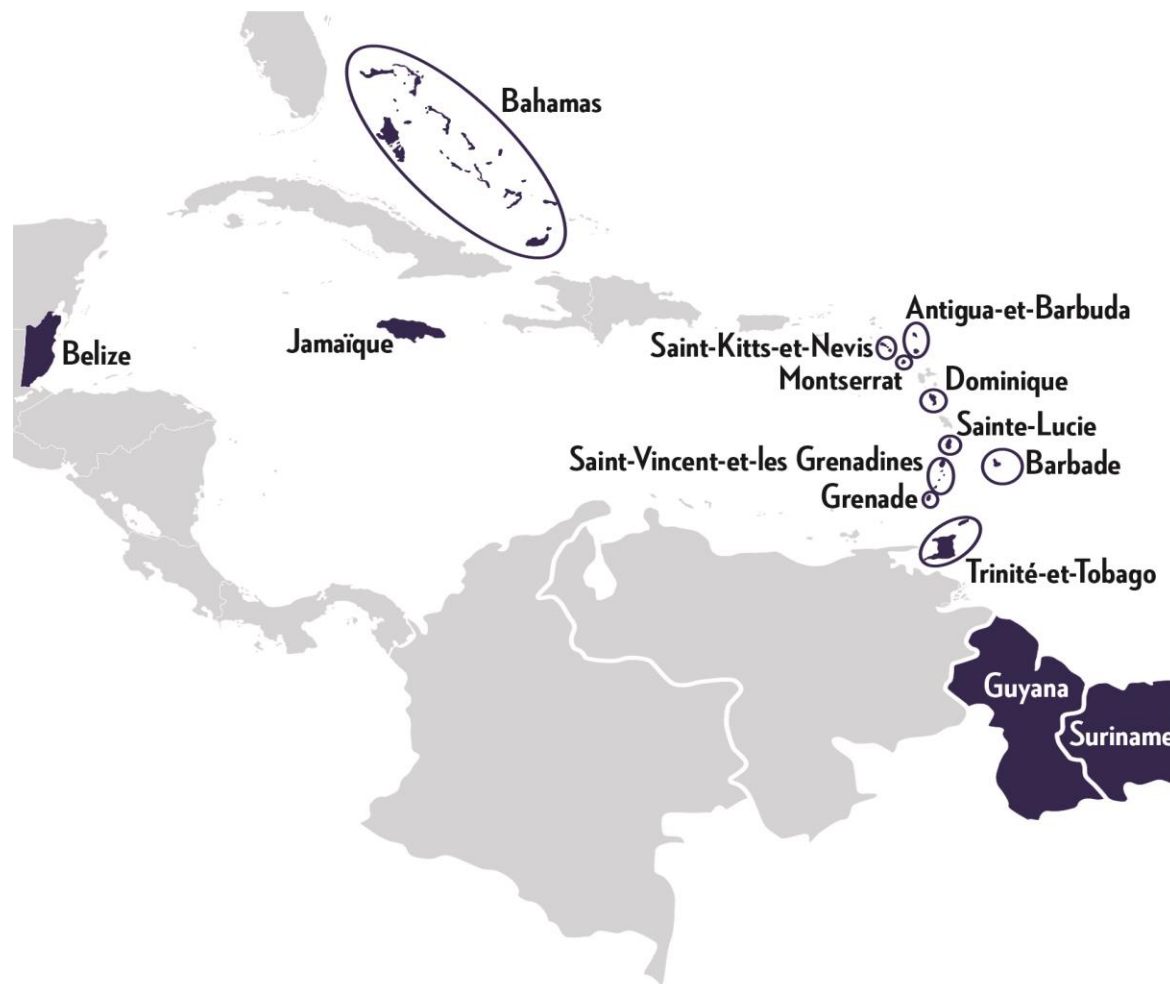 Bahamas
Antigua-et-Barbuda
Belize
Jamaïque
Saint-Kitts-et-Nevis
Montserrat
Dominique
Sainte-Lucie
Saint-Vincent-et-les Grenadines
Barbade
Grenade
Trinité-et-Tobago
Guyana
Suriname